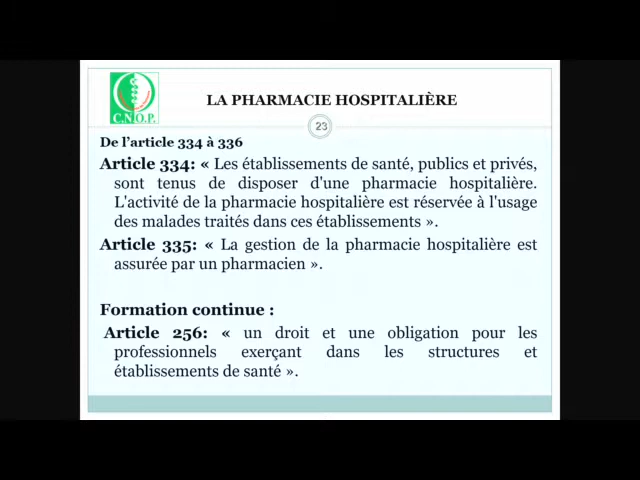 C.N.O.P.
LA PHARMACIE HOSPITALIÈRE
23
De l'article 334 à 336
Article 334: « Les établissements de santé, publics et privés,
sont tenus de disposer d'une pharmacie hospitalière.
L'activité de la pharmacie hospitalière est réservée à l'usage
des malades traités dans ces établissements ».
Article 335: « La gestion de la pharmacie hospitalière est
assurée par un pharmacien ».
Formation continue :
Article 256: « un droit et une obligation pour les
professionnels exerçant dans les structures et
établissements de santé ».